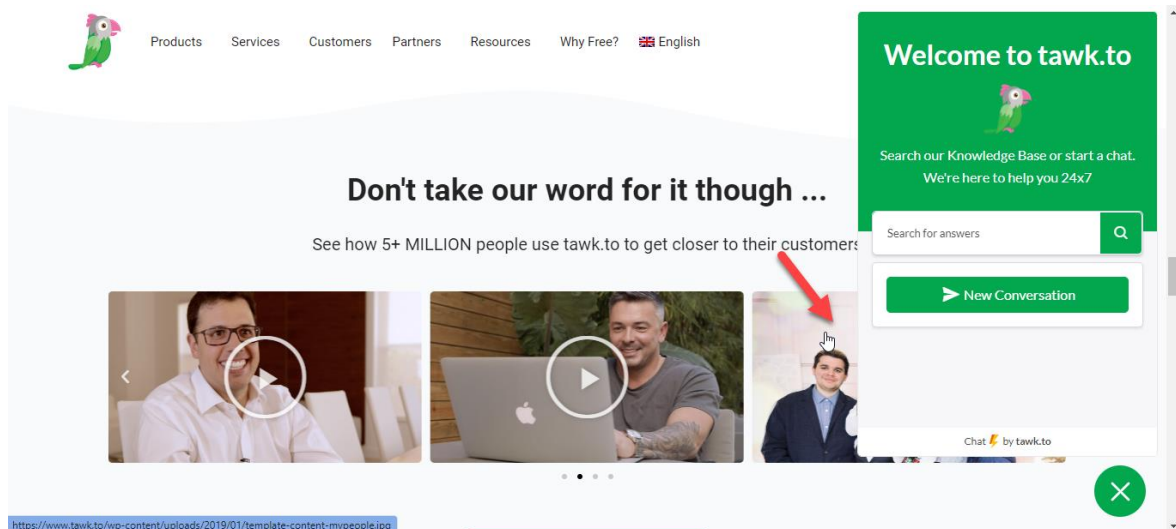 Products Services Customers Partners Resources Why Free? English
Don't take our word for it though ...
See how 5+ MILLION people use tawk.to to get closer to their customers
Welcome to tawk.to
Search our Knowledge Base or start a chat.
We're here to help you 24x7
Search for answers
New Conversation
Chat by tawk.to
https://www.tawk.to/wp-content/uploads/2019/01/template-content-mypeople.jpg